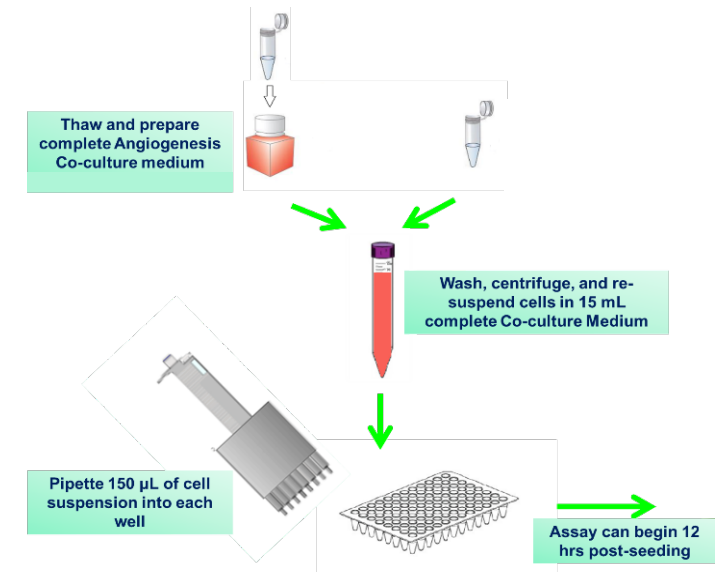 Thaw and prepare
complete Angiogenesis
Co-culture medium
Wash, centrifuge, and re-
suspend cells in 15 mL
complete Co-culture Medium
Pipette 150 µL of cell
suspension into each
well
Assay can begin 12
hrs post-seeding